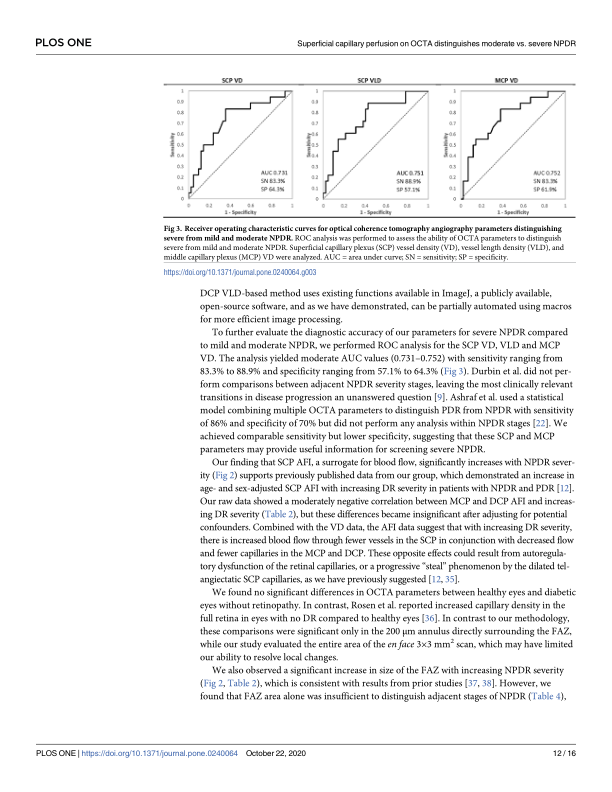 PLOS ONE
Superficial capillary perfusion on OCTA distinguishes moderate vs. severe NPDR
SCP VD
SCP VLD
MCP VD
1
0.9
0.8
0.7
0.6
0.5
0.4
0.3
0.2
0.1
0
Sensitivity
AUC 0.731
SN 83.3%
SP 64.3%
0 0.2 0.4 0.6 0.8 1
1 - Specificity
1
0.9
0.8
0.7
0.6
0.5
0.4
0.3
0.2
0.1
0
Sensitivity
AUC 0.751
SN 88.9%
SP 57.1%
0 0.2 0.4 0.6 0.8 1
1 - Specificity
1
0.9
0.8
0.7
0.6
0.5
0.4
0.3
0.2
0.1
0
Sensitivity
AUC 0.752
SN 83.3%
SP 61.9%
0 0.2 0.4 0.6 0.8 1
1 - Specificity
Fig 3. Receiver operating characteristic curves for optical coherence tomography angiography parameters distinguishing
severe from mild and moderate NPDR. ROC analysis was performed to assess the ability of OCTA parameters to distinguish
severe from mild and moderate NPDR. Superficial capillary plexus (SCP) vessel density (VD), vessel length density (VLD), and
middle capillary plexus (MCP) VD were analyzed. AUC = area under curve; SN = sensitivity; SP = specificity.
https://doi.org/10.1371/journal.pone.0240064.g003
DCP VLD-based method uses existing functions available in ImageJ, a publicly available,
open-source software, and as we have demonstrated, can be partially automated using macros
for more efficient image processing.
To further evaluate the diagnostic accuracy of our parameters for severe NPDR compared
to mild and moderate NPDR, we performed ROC analysis for the SCP VD, VLD and MCP
VD. The analysis yielded moderate AUC values (0.731–0.752) with sensitivity ranging from
83.3% to 88.9% and specificity ranging from 57.1% to 64.3% (Fig 3). Durbin et al. did not per-
form comparisons between adjacent NPDR severity stages, leaving the most clinically relevant
transitions in disease progression an unanswered question [9]. Ashraf et al. used a statistical
model combining multiple OCTA parameters to distinguish PDR from NPDR with sensitivity
of 86% and specificity of 70% but did not perform any analysis within NPDR stages [22]. We
achieved comparable sensitivity but lower specificity, suggesting that these SCP and MCP
parameters may provide useful information for screening severe NPDR.
Our finding that SCP AFI, a surrogate for blood flow, significantly increases with NPDR sever-
ity (Fig 2) supports previously published data from our group, which demonstrated an increase in
age- and sex-adjusted SCP AFI with increasing DR severity in patients with NPDR and PDR [12].
Our raw data showed a moderately negative correlation between MCP and DCP AFI and increas-
ing DR severity (Table 2), but these differences became insignificant after adjusting for potential
confounders. Combined with the VD data, the AFI data suggest that with increasing DR severity,
there is increased blood flow through fewer vessels in the SCP in conjunction with decreased flow
and fewer capillaries in the MCP and DCP. These opposite effects could result from autoregula-
tory dysfunction of the retinal capillaries, or a progressive "steal" phenomenon by the dilated tel-
angiectatic SCP capillaries, as we have previously suggested [12, 35].
We found no significant differences in OCTA parameters between healthy eyes and diabetic
eyes without retinopathy. In contrast, Rosen et al. reported increased capillary density in the
full retina in eyes with no DR compared to healthy eyes [36]. In contrast to our methodology,
these comparisons were significant only in the 200 μm annulus directly surrounding the FAZ,
while our study evaluated the entire area of the en face 3×3 mm² scan, which may have limited
our ability to resolve local changes.
We also observed a significant increase in size of the FAZ with increasing NPDR severity
(Fig 2, Table 2), which is consistent with results from prior studies [37, 38]. However, we
found that FAZ area alone was insufficient to distinguish adjacent stages of NPDR (Table 4),
PLOS ONE | https://doi.org/10.1371/journal.pone.0240064 October 22, 2020
12 / 16